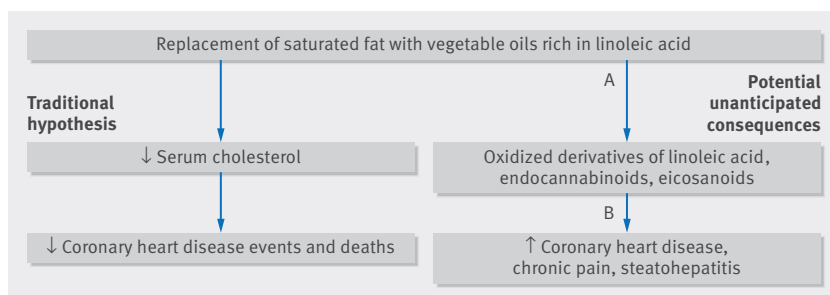 Replacement of saturated fat with vegetable oils rich in linoleic acid
Traditional
hypothesis
↓ Serum cholesterol
↓ Coronary heart disease events and deaths
A
Potential
unanticipated
consequences
Oxidized derivatives of linoleic acid,
endocannabinoids, eicosanoids
B
↑ Coronary heart disease,
chronic pain, steatohepatitis